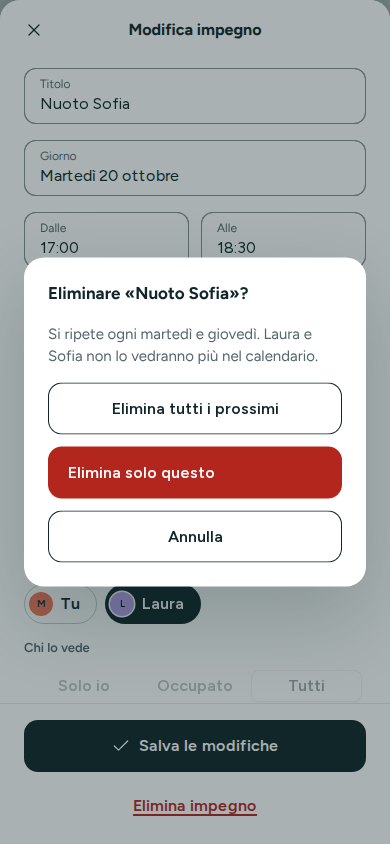 Modifica impegno
Titolo
Nuoto Sofia
Giorno
Martedì 20 ottobre
Dalle
17:00
Alle
18:30
Eliminare «Nuoto Sofia»?
Si ripete ogni martedì e giovedì. Laura e
Sofia non lo vedranno più nel calendario.
Elimina tutti i prossimi
Elimina solo questo
Annulla
M Tu
L Laura
Chi lo vede
Solo io
Occupato
Tutti
Salva le modifiche
Elimina impegno